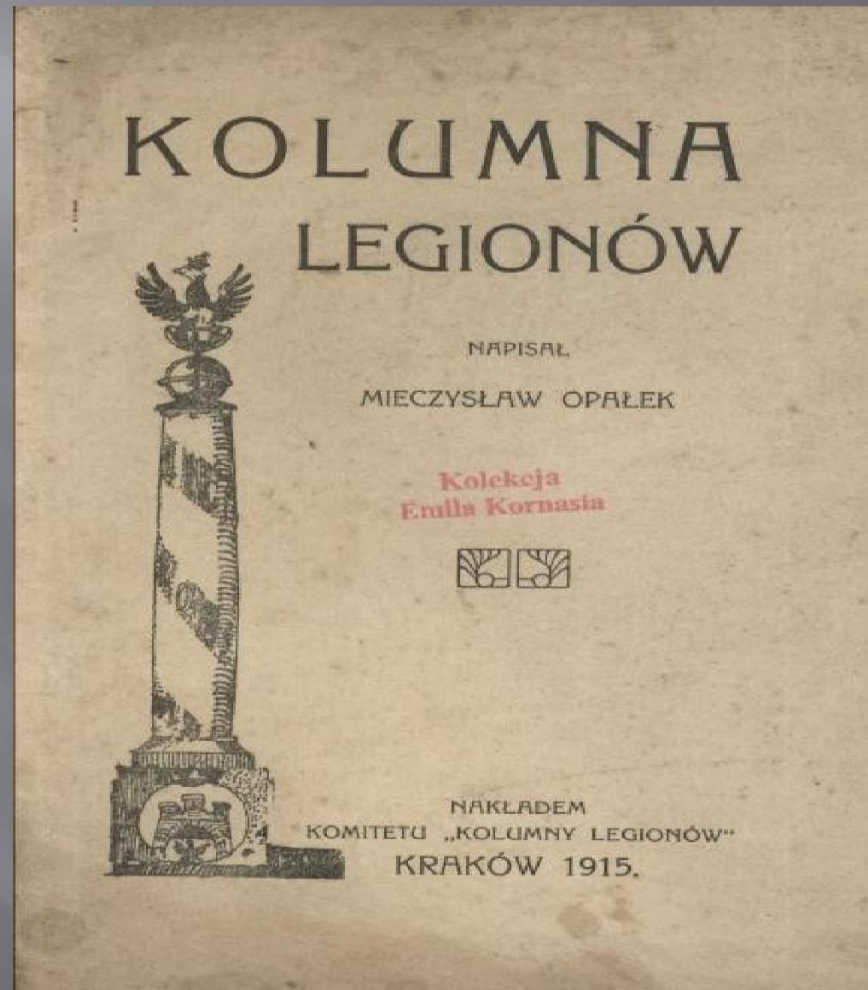 KOLUMNA
LEGIONÓW
NAPISAŁ
MIECZYSŁAW OPAŁEK
Kolekcja
Emila Kornasia
NAKŁADEM
KOMITETU „KOLUMNY LEGIONÓW“
KRAKÓW 1915.